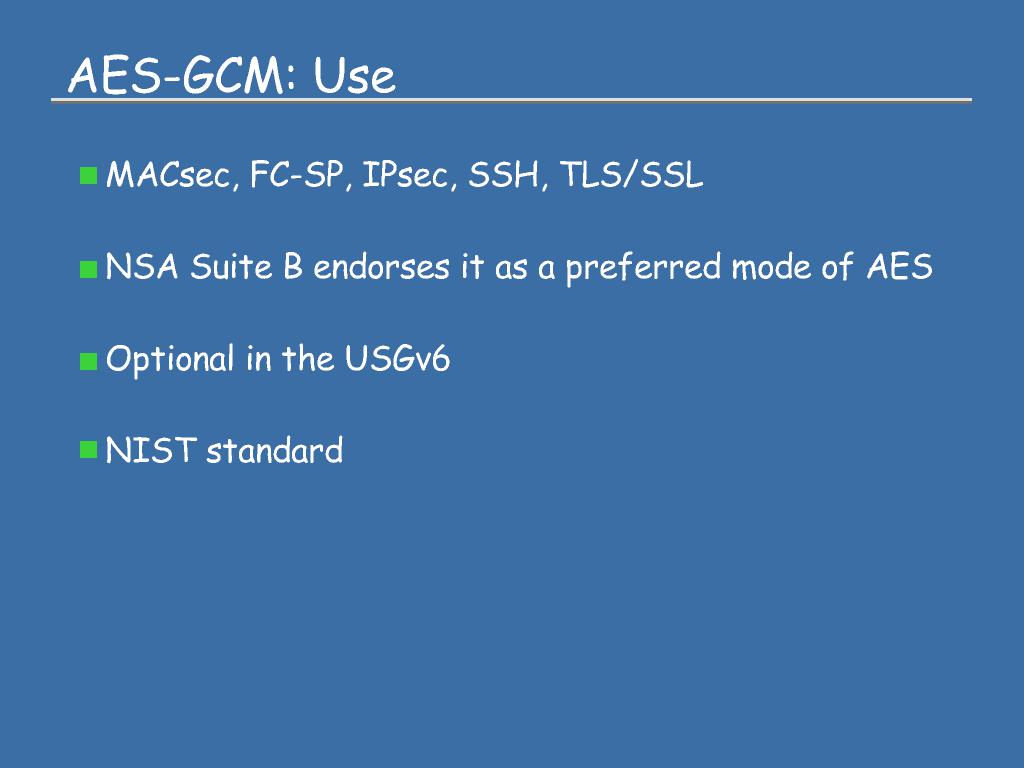 AES-GCM: Use
MACsec, FC-SP, IPsec, SSH, TLS/SSL
NSA Suite B endorses it as a preferred mode of AES
Optional in the USGv6
NIST standard